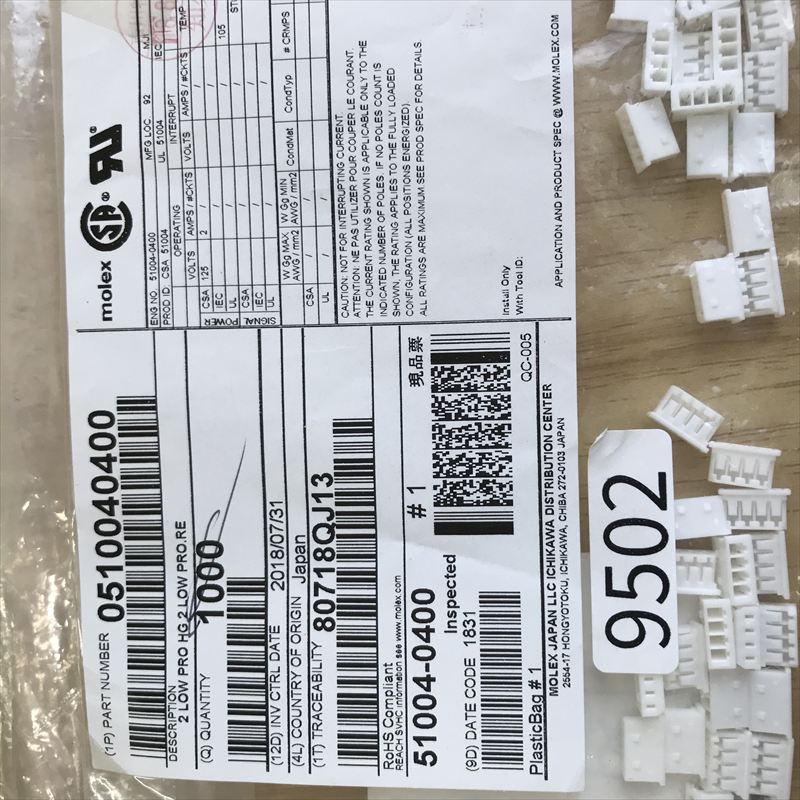 (1P) PART NUMBER 0510040400
DESCRIPTION
2 LOW PRO HG 2 LOW PRO.RE
(Q) QUANTITY 1000
(12D) INV CTRL DATE 2018/07/31
(4L) COUNTRY OF ORIGIN Japan
(1T) TRACEABILITY 80718QJ13
RoHS Compliant
REACH SVHC Information see www.molex.com
51004-0400 # 1 現品票
Inspected
(9D) DATE CODE 1831
QC-005
PlasticBag # 1
MOLEX JAPAN LLC ICHIKAWA DISTRIBUTION CENTER
2554-17 HONGYOTOKU, ICHIKAWA, CHIBA 272-0103 JAPAN
molex SA ® RU ®
ENG.NO. 51004-0400 MFG LOC 92 MJI
PROD ID. CSA 51004 UL 51004 IEC
OPERATING INTERRUPT TEMP
VOLTS AMPS / #CKTS VOLTS AMPS / #CKTS
POWER CSA 125 2 / / 105
IEC / /
UL / /
SIGNAL CSA / /
IEC / /
UL / /
W Gg MAX W Gg MIN CondMat CondTyp # CRMPS
AWG / mm2 AWG / mm2
CSA / /
UL / /
CAUTION: NOT FOR INTERRUPTING CURRENT.
ATTENTION: NE PAS UTILIZER POUR COUPER LE COURANT.
THE CURRENT RATING SHOWN IS APPLICABLE ONLY TO THE
INDICATED NUMBER OF POLES. IF NO POLES COUNT IS
SHOWN, THE RATING APPLIES TO THE FULLY LOADED
CONFIGURATION (ALL POSITIONS ENERGIZED).
ALL RATINGS ARE MAXIMUM. SEE PROD SPEC FOR DETAILS.
Install Only
With Tool ID:
APPLICATION AND PRODUCT SPEC @ WWW.MOLEX.COM
9502